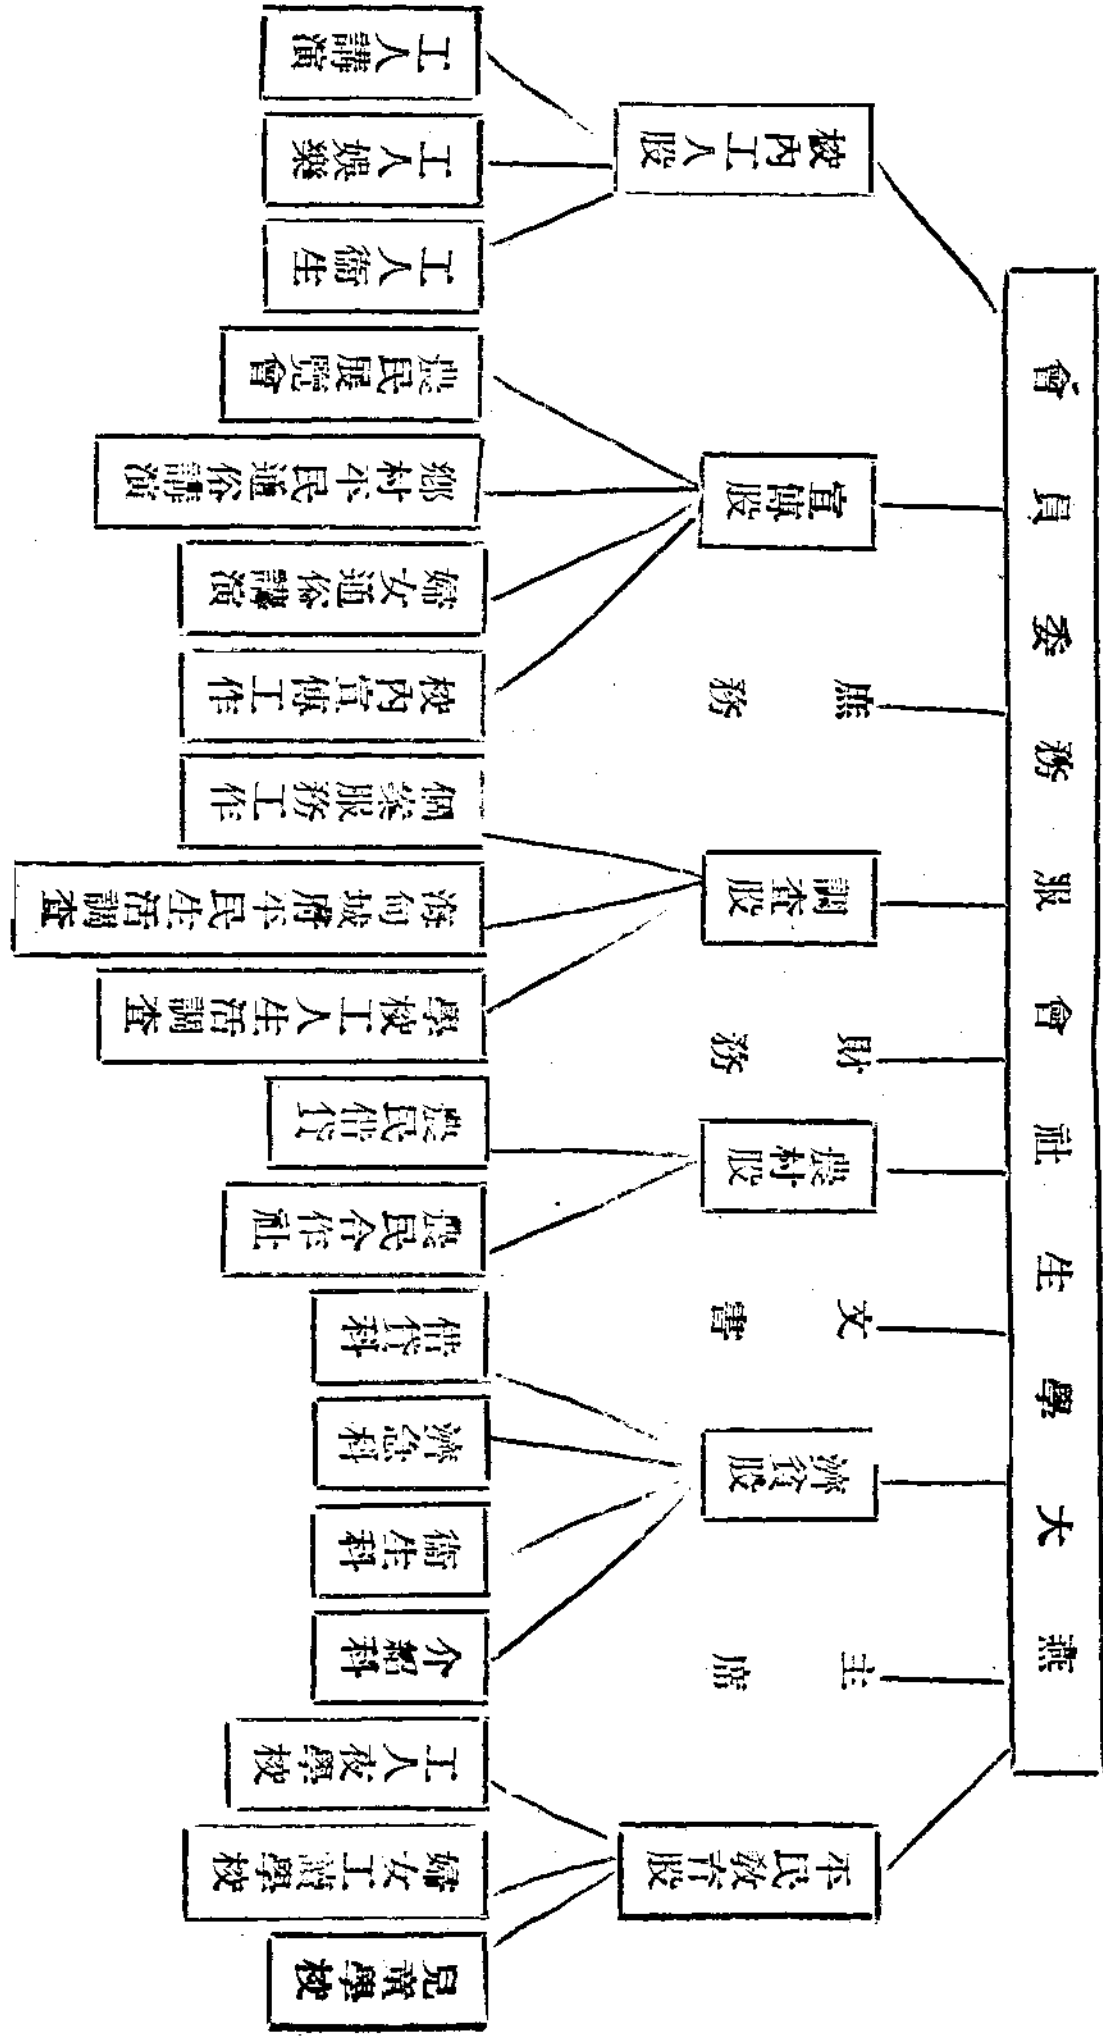 燕大學生社會服務委員會
平民教育股
主席
濟貧股
文書
農村股
財務
調查股
庶務
宣傳股
校內工人股
兒童學校
婦女工讀學校
工人夜學校
介紹科
衛生科
濟急科
借貸科
農民合作社
農民借貸
學校工人生活調查
海甸城府平民生活調查
個案服務工作
校內宣傳工作
婦女通俗講演
鄉村平民通俗講演
農民展覽會
工人衛生
工人娛樂
工人講演